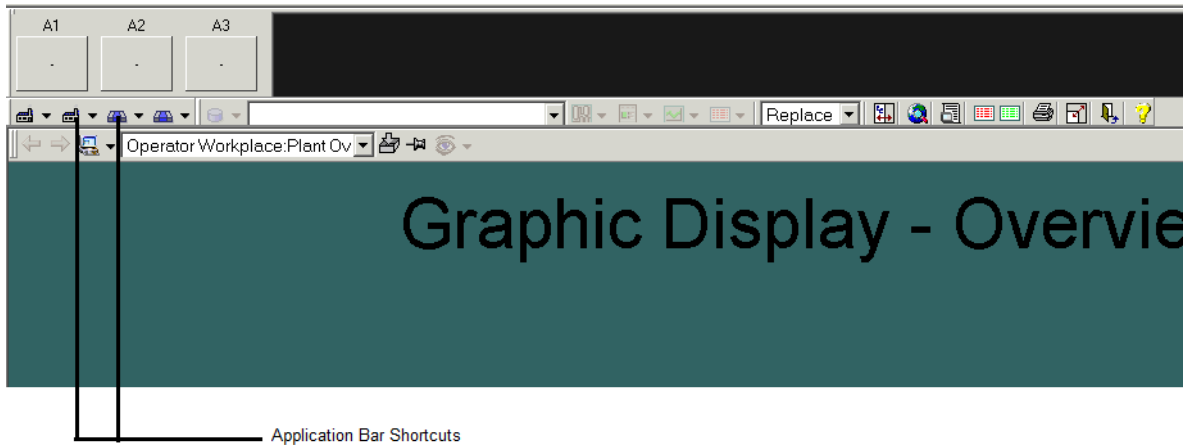 A1 A2 A3
Replace
Operator Workplace:Plant Ov
Graphic Display - Overvie
Application Bar Shortcuts